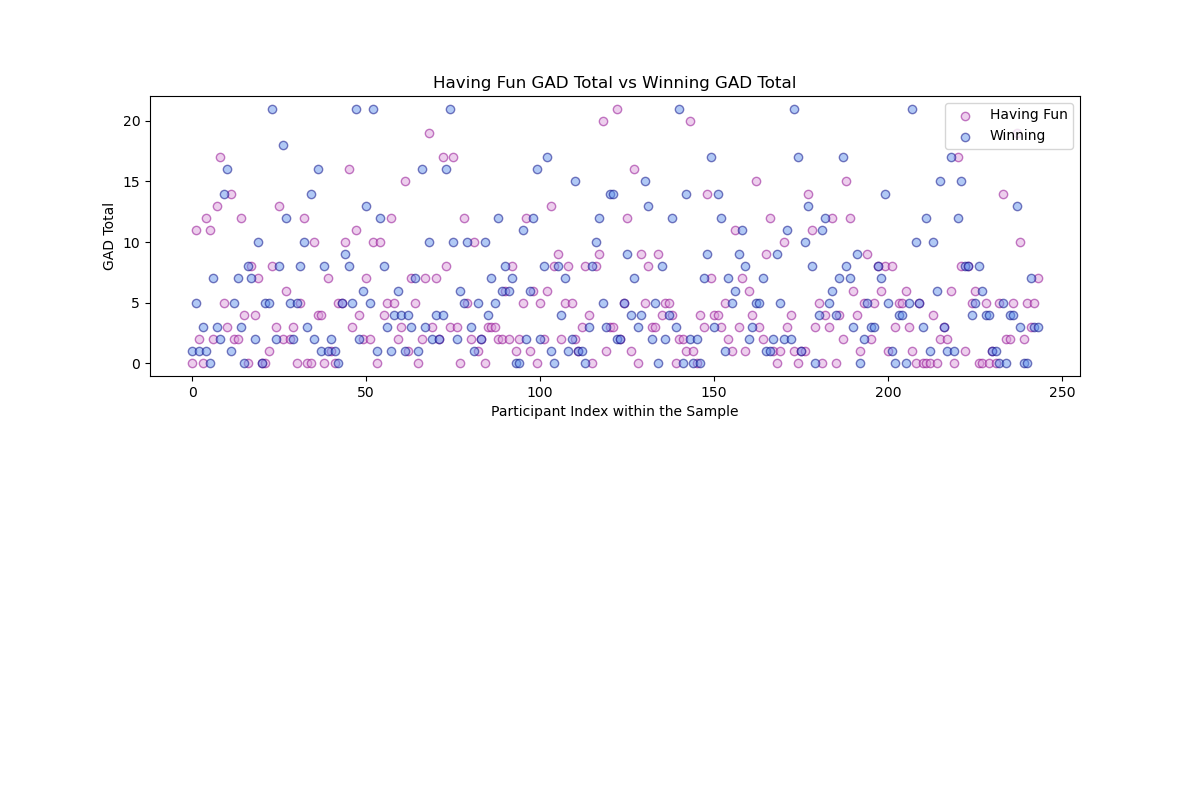 Having Fun GAD Total vs Winning GAD Total
Having Fun
Winning
GAD Total
20
15
10
5
0
0 50 100 150 200 250
Participant Index within the Sample